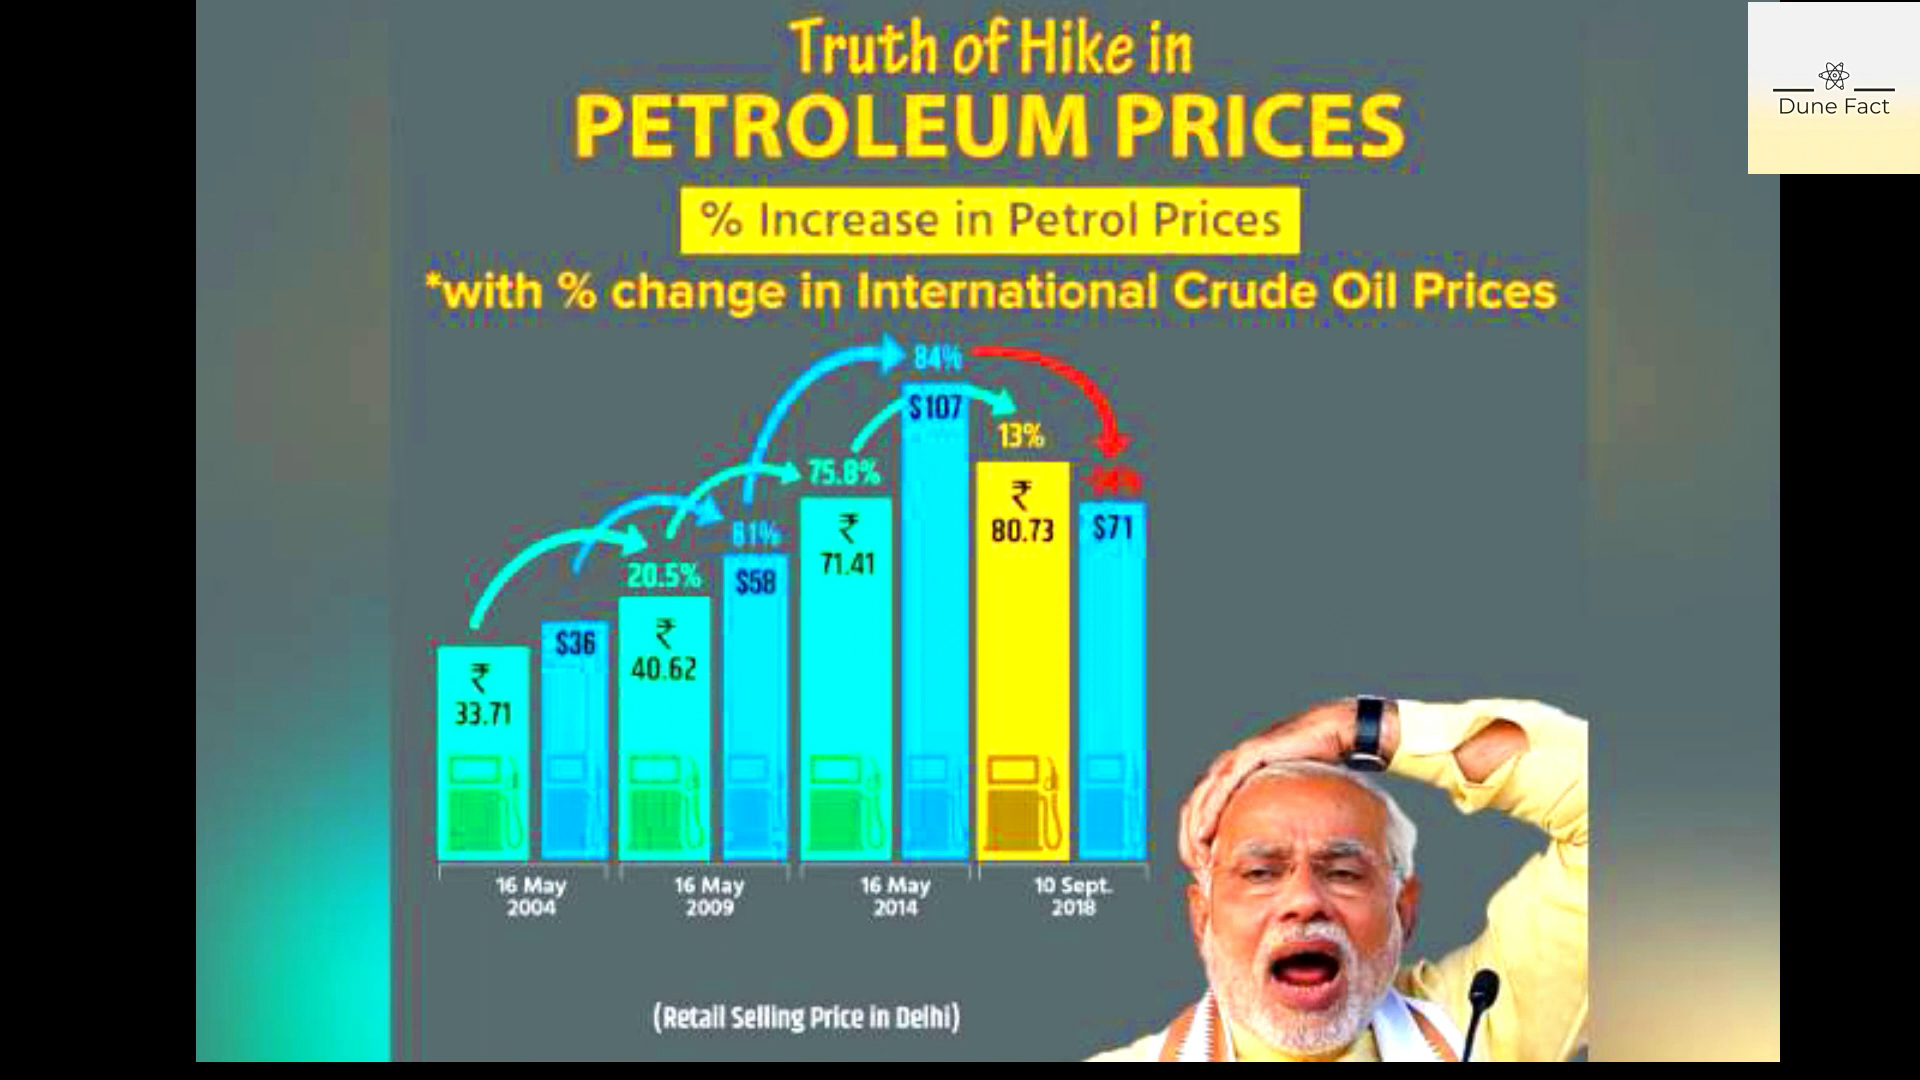 Truth of Hike in
PETROLEUM PRICES
% Increase in Petrol Prices
*with % change in International Crude Oil Prices
Dune Fact
84%
$107
13%
75.8%
₹
80.73
$71
₹
71.41
61%
$58
20.5%
₹
40.62
$36
₹
33.71
16 May
2004
16 May
2009
16 May
2014
10 Sept.
2018
(Retail Selling Price in Delhi)